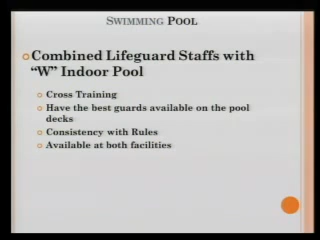 SWIMMING POOL
Combined Lifeguard Staffs with
"W" Indoor Pool
Cross Training
Have the best guards available on the pool
decks
Consistency with Rules
Available at both facilities